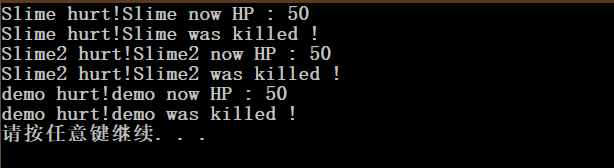 Slime hurt!Slime now HP : 50
Slime hurt!Slime was killed !
Slime2 hurt!Slime2 now HP : 50
Slime2 hurt!Slime2 was killed !
demo hurt!demo now HP : 50
demo hurt!demo was killed !
请按任意键继续. . .